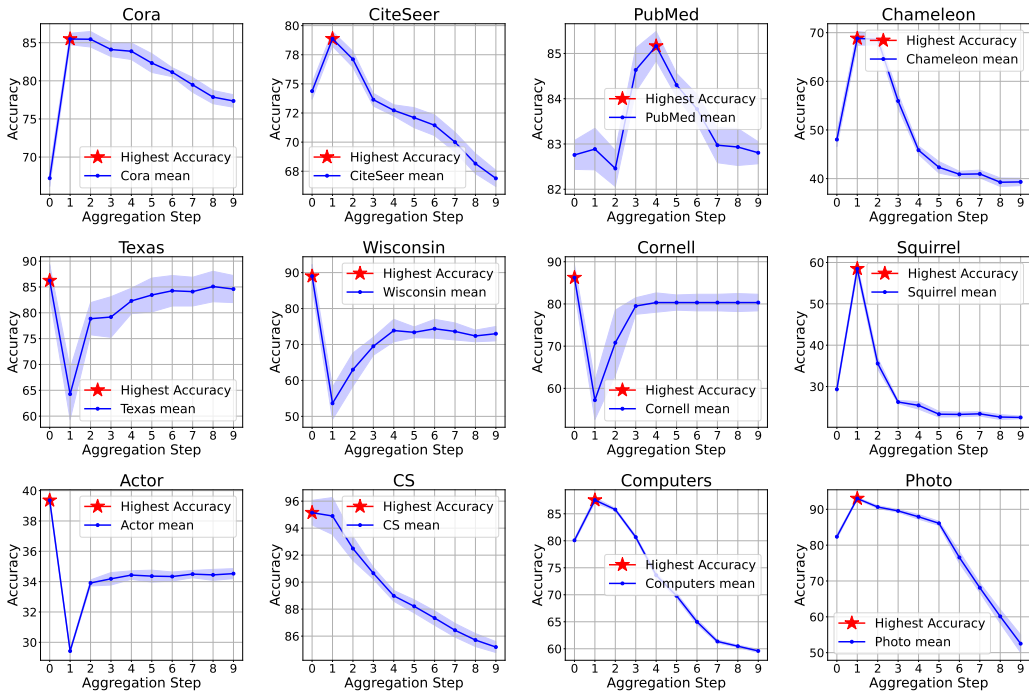 Cora
Accuracy
85
80
75
70
Highest Accuracy
Cora mean
0 1 2 3 4 5 6 7 8 9
Aggregation Step
CiteSeer
Accuracy
80
78
75
72
70
68
Highest Accuracy
CiteSeer mean
0 1 2 3 4 5 6 7 8 9
Aggregation Step
PubMed
Accuracy
85
84
83
82
Highest Accuracy
PubMed mean
0 1 2 3 4 5 6 7 8 9
Aggregation Step
Chameleon
Accuracy
70
60
50
40
Highest Accuracy
Chameleon mean
0 1 2 3 4 5 6 7 8 9
Aggregation Step
Texas
Accuracy
90
85
80
75
70
65
60
Highest Accuracy
Texas mean
0 1 2 3 4 5 6 7 8 9
Aggregation Step
Wisconsin
Accuracy
90
80
70
60
50
Highest Accuracy
Wisconsin mean
0 1 2 3 4 5 6 7 8 9
Aggregation Step
Cornell
Accuracy
90
80
70
60
Highest Accuracy
Cornell mean
0 1 2 3 4 5 6 7 8 9
Aggregation Step
Squirrel
Accuracy
60
50
40
30
Highest Accuracy
Squirrel mean
0 1 2 3 4 5 6 7 8 9
Aggregation Step
Actor
Accuracy
40
38
36
34
32
30
Highest Accuracy
Actor mean
0 1 2 3 4 5 6 7 8 9
Aggregation Step
CS
Accuracy
96
94
92
90
88
86
Highest Accuracy
CS mean
0 1 2 3 4 5 6 7 8 9
Aggregation Step
Computers
Accuracy
85
80
75
70
65
60
Highest Accuracy
Computers mean
0 1 2 3 4 5 6 7 8 9
Aggregation Step
Photo
Accuracy
90
80
70
60
50
Highest Accuracy
Photo mean
0 1 2 3 4 5 6 7 8 9
Aggregation Step